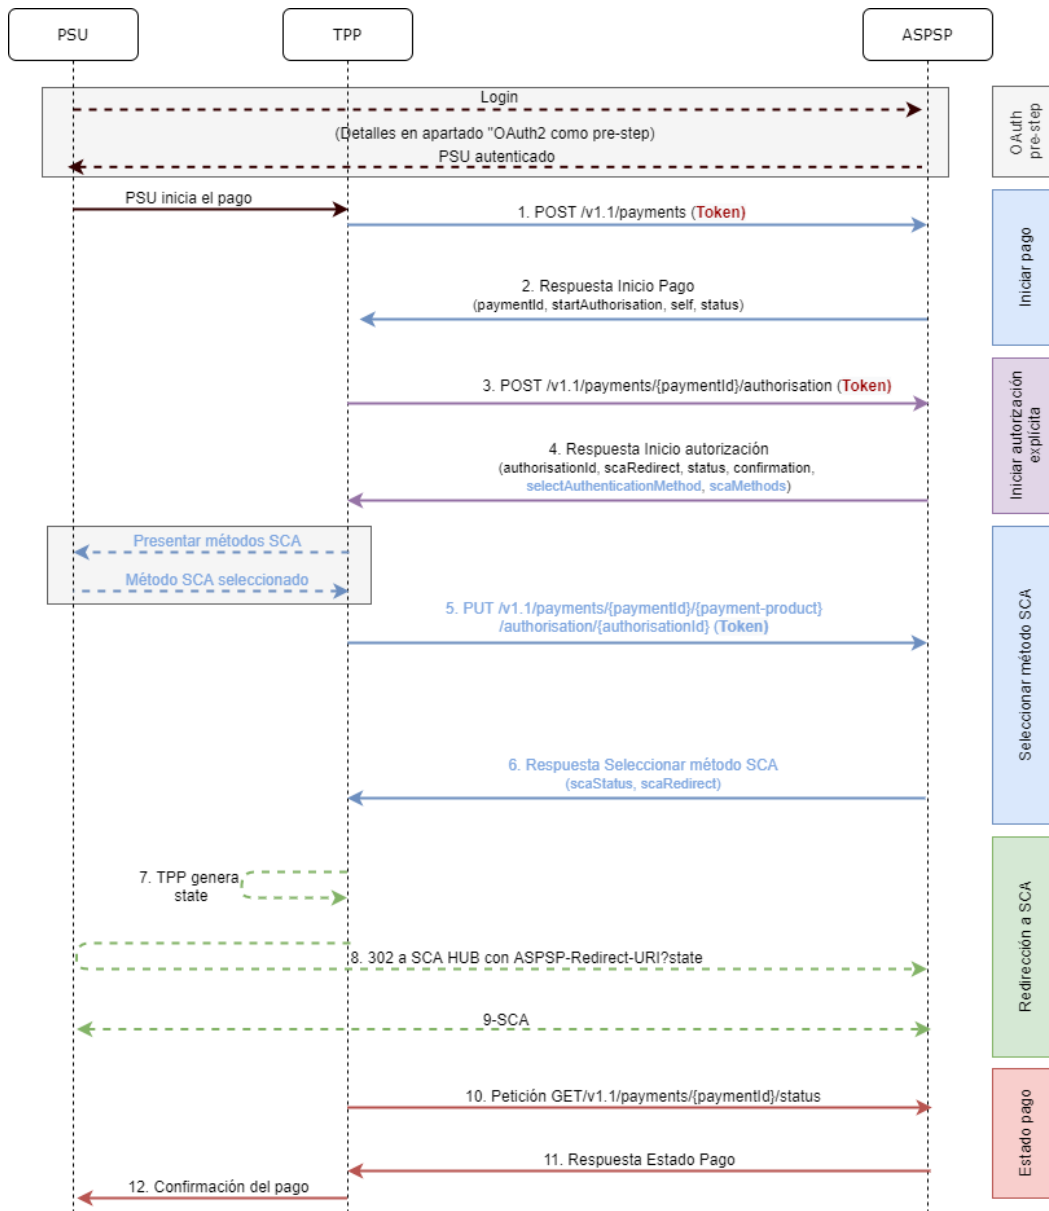 PSU
TPP
ASPSP
Login
(Detalles en apartado "OAuth2 como pre-step)
PSU autenticado
OAuth
pre-step
PSU inicia el pago
1. POST /v1.1/payments (Token)
2. Respuesta Inicio Pago
(paymentId, startAuthorisation, self, status)
Iniciar pago
3. POST /v1.1/payments/{paymentId}/authorisation (Token)
4. Respuesta Inicio autorización
(authorisationId, scaRedirect, status, confirmation,
selectAuthenticationMethod, scaMethods)
Iniciar autorización
explícita
Presentar métodos SCA
Método SCA seleccionado
5. PUT /v1.1/payments/{paymentId}/{payment-product}
/authorisation/{authorisationId} (Token)
6. Respuesta Seleccionar método SCA
(scaStatus, scaRedirect)
Seleccionar método SCA
7. TPP genera
state
8. 302 a SCA HUB con ASPSP-Redirect-URI?state
9-SCA
Redirección a SCA
10. Petición GET/v1.1/payments/{paymentId}/status
11. Respuesta Estado Pago
12. Confirmación del pago
Estado pago